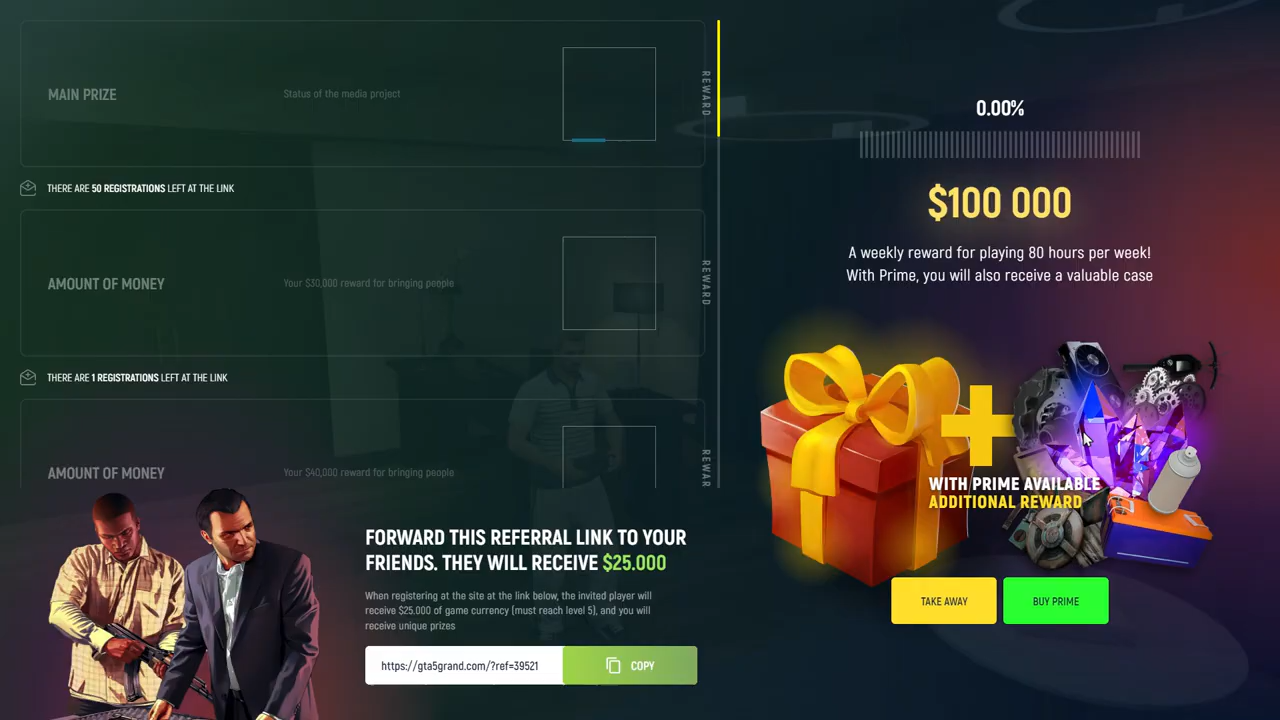 MAIN PRIZE
Status of the media project
REWARD
THERE ARE 50 REGISTRATIONS LEFT AT THE LINK
AMOUNT OF MONEY
Your $30,000 reward for bringing people
REWARD
THERE ARE 1 REGISTRATIONS LEFT AT THE LINK
AMOUNT OF MONEY
Your $40,000 reward for bringing people
REWAR
FORWARD THIS REFERRAL LINK TO YOUR
FRIENDS. THEY WILL RECEIVE $25.000
When registering at the site at the link below, the invited player will
receive $25.000 of game currency (must reach level 5), and you will
receive unique prizes
https://gta5grand.com/?ref=39521
COPY
0.00%
$100 000
A weekly reward for playing 80 hours per week!
With Prime, you will also receive a valuable case
WITH PRIME AVAILABLE
ADDITIONAL REWARD
TAKE AWAY
BUY PRIME